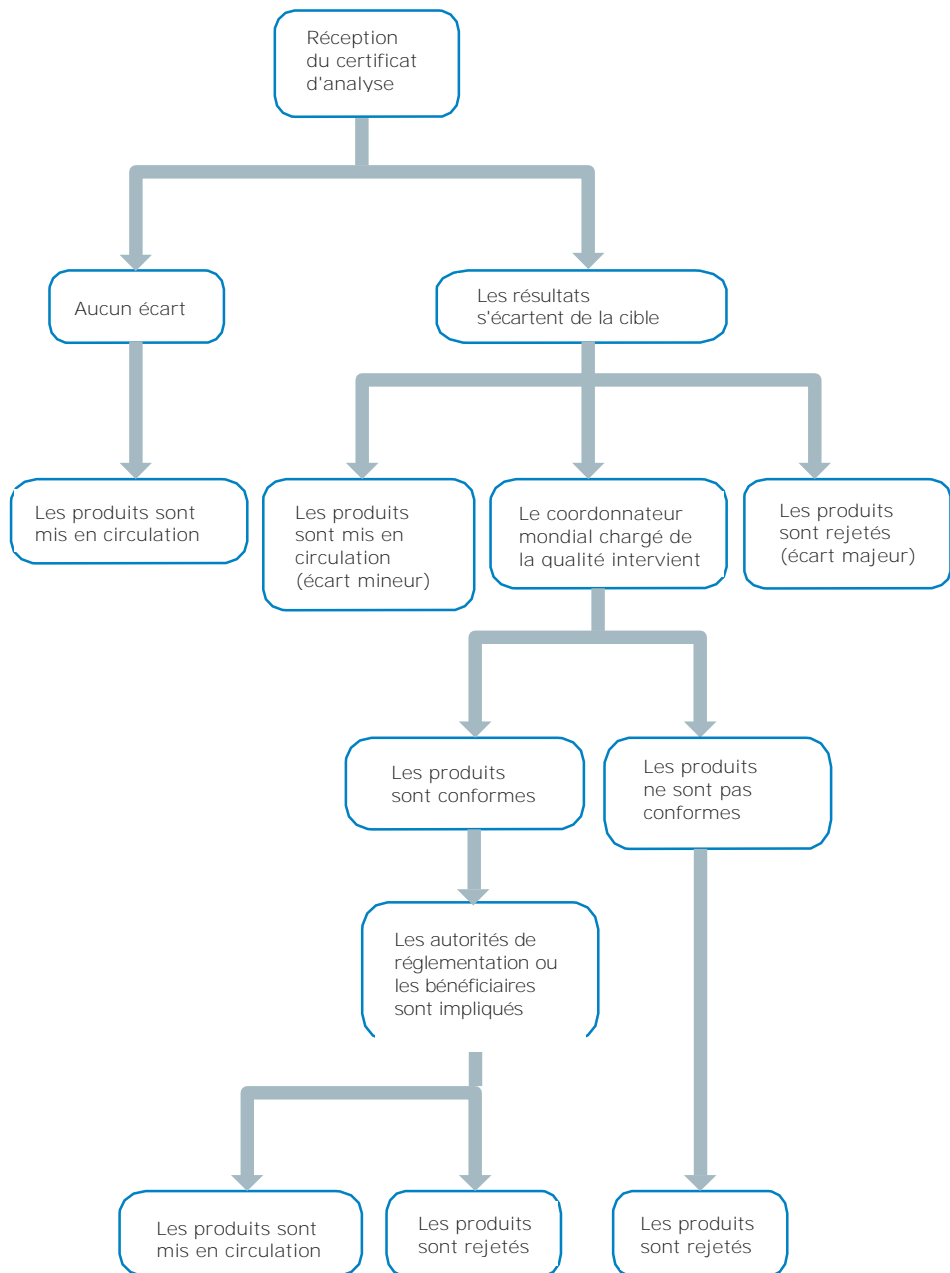 Réception
du certificat
d'analyse
Aucun écart
Les résultats
s'écartent de la cible
Les produits sont
mis en circulation
Les produits
sont mis en
circulation
(écart mineur)
Le coordonnateur
mondial chargé de
la qualité intervient
Les produits
sont rejetés
(écart majeur)
Les produits
sont conformes
Les produits
ne sont pas
conformes
Les autorités de
réglementation ou
les bénéficiaires
sont impliqués
Les produits sont
mis en circulation
Les produits
sont rejetés
Les produits
sont rejetés